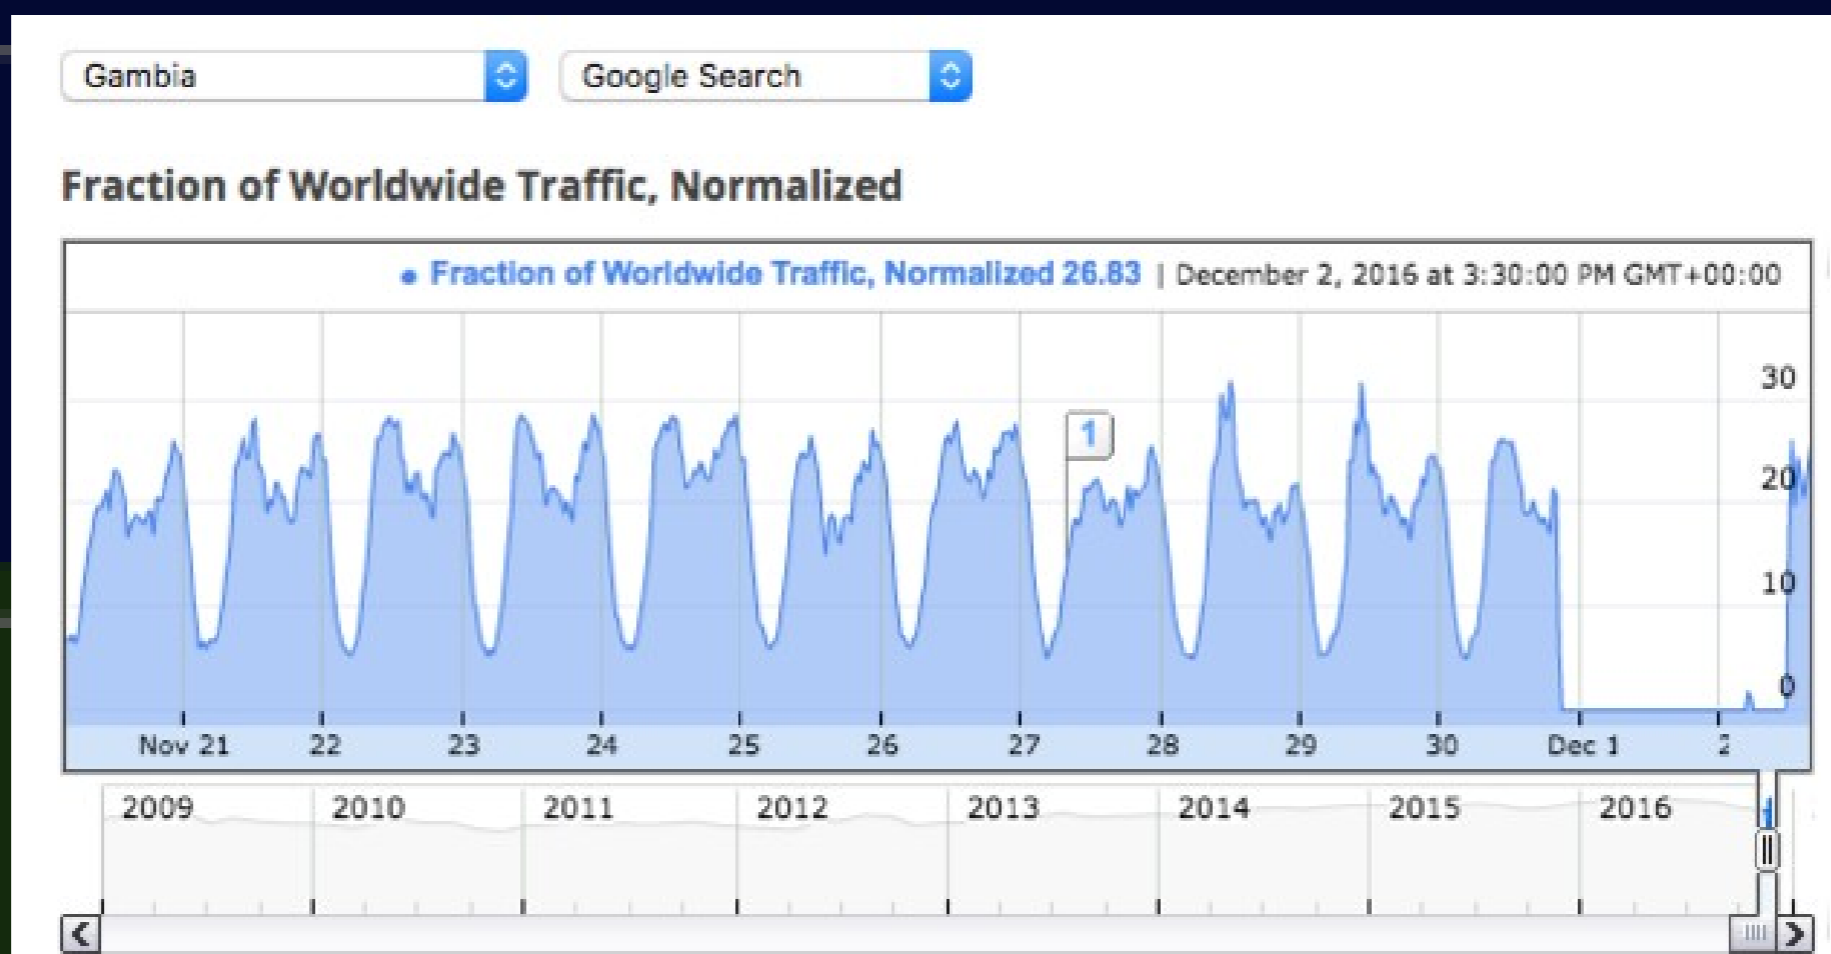 Gambia Google Search
Fraction of Worldwide Traffic, Normalized
• Fraction of Worldwide Traffic, Normalized 26.83 | December 2, 2016 at 3:30:00 PM GMT+00:00
30
1
20
10
0
Nov 21 22 23 24 25 26 27 28 29 30 Dec 1 2
2009 2010 2011 2012 2013 2014 2015 2016